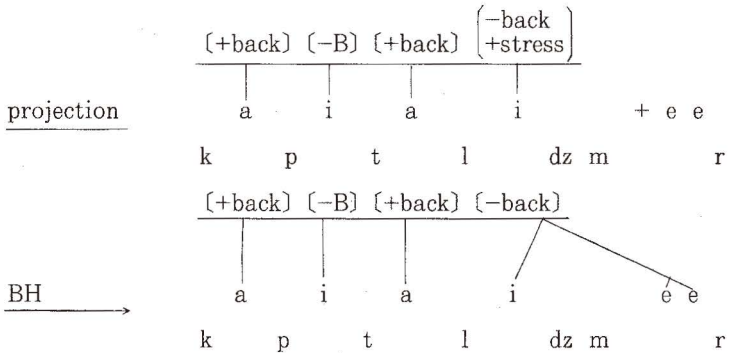 −back
〔+back〕 〔−B〕 〔+back〕 +stress
projection a i a i + e e
k p t l dz m r
〔+back〕 〔−B〕 〔+back〕 〔−back〕
BH a i a i e e
k p t l dz m r